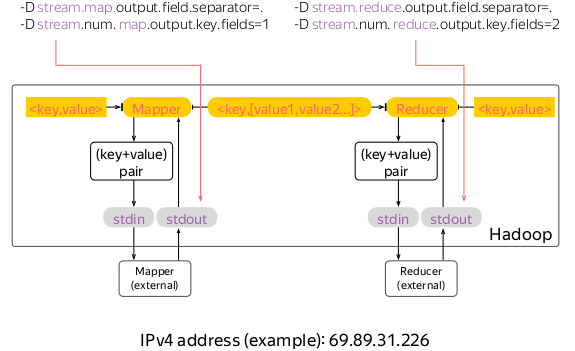 -D stream.map.output.field.separator=.
-D stream.num. map.output.key.fields=1
-D stream.reduce.output.field.separator=.
-D stream.num. reduce.output.key.fields=2
<key,value>
Mapper
<key,[value1,value2...]>
Reducer
<key,value>
(key+value)
pair
(key+value)
pair
stdin
stdout
stdin
stdout
Hadoop
Mapper
(external)
Reducer
(external)
IPv4 address (example): 69.89.31.226